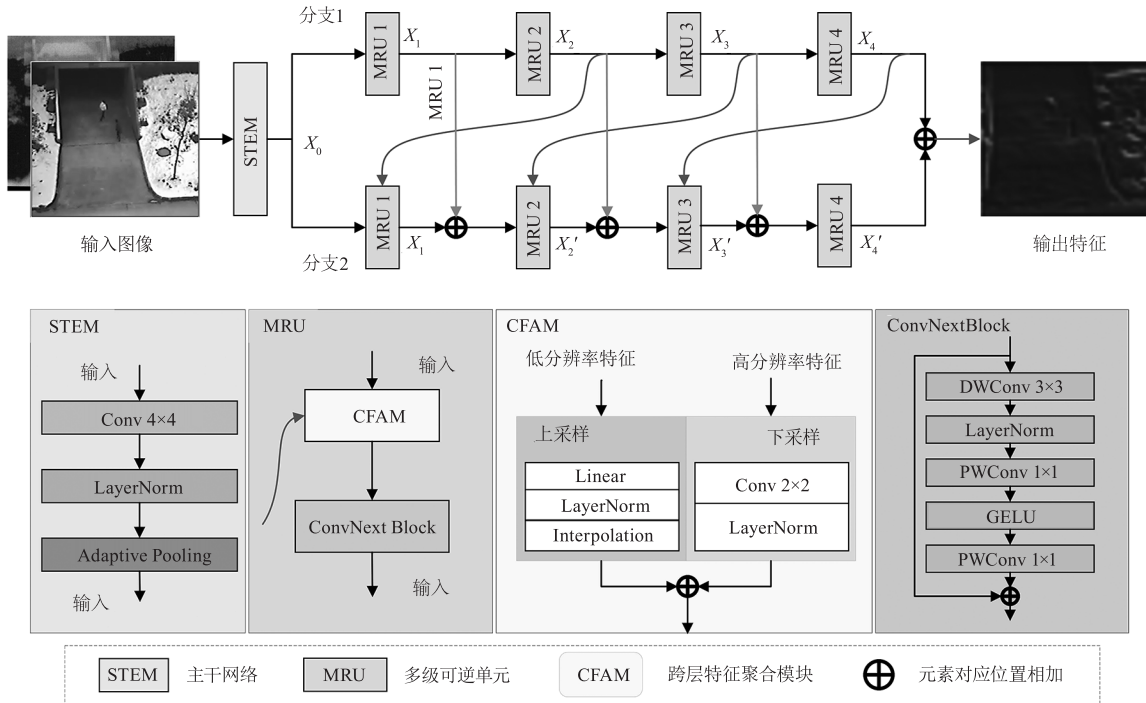 分支1
MRU 1
X1
MRU 2
X2
MRU 3
X3
MRU 4
X4
MRU 1
STEM
X0
MRU 1
X1
MRU 2
X2′
MRU 3
X3′
MRU 4
X4′
分支2
输入图像
输出特征
STEM
输入
Conv 4×4
LayerNorm
Adaptive Pooling
输入
MRU
输入
CFAM
ConvNext Block
输入
CFAM
低分辨率特征
高分辨率特征
上采样
下采样
Linear
LayerNorm
Interpolation
Conv 2×2
LayerNorm
ConvNextBlock
DWConv 3×3
LayerNorm
PWConv 1×1
GELU
PWConv 1×1
STEM
主干网络
MRU
多级可逆单元
CFAM
跨层特征聚合模块
元素对应位置相加